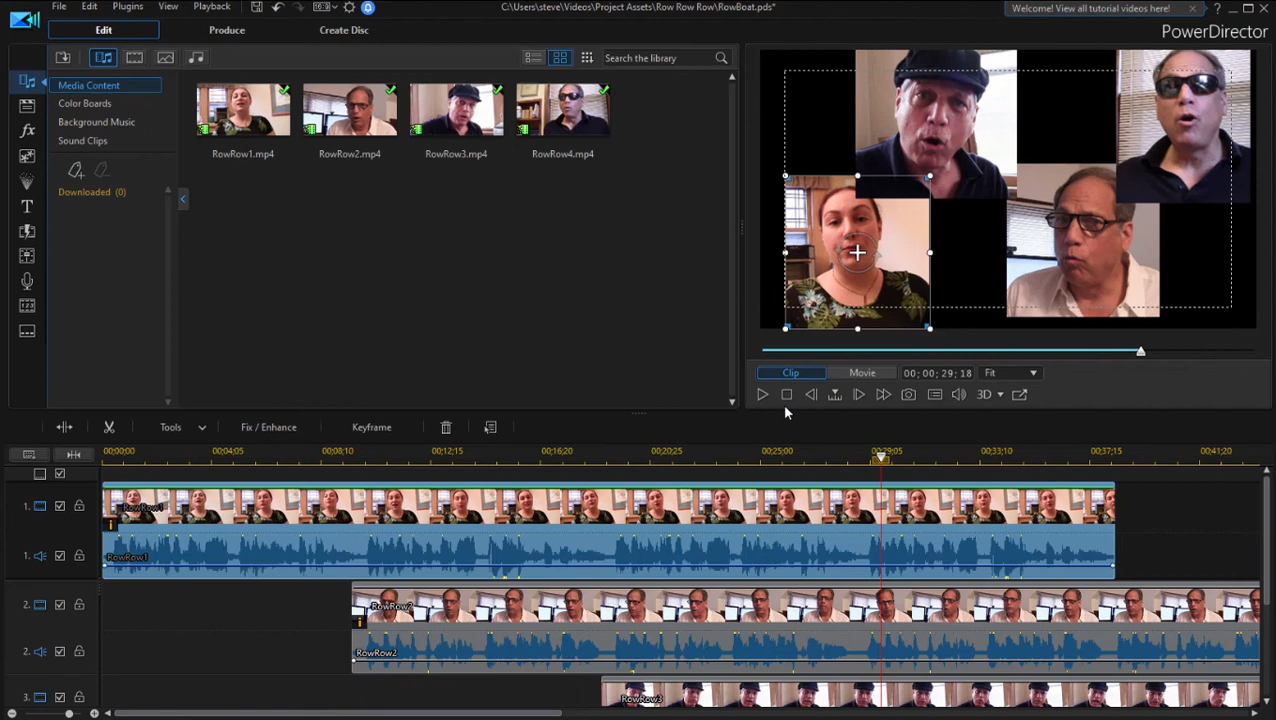 File Edit Plugins View Playback
C:\Users\steve\Videos\Project Assets\Row Row Row\RowBoat.pds*
Welcome! View all tutorial videos here!
?
Edit
Produce
Create Disc
PowerDirector
Search the library
Media Content
Color Boards
Background Music
Sound Clips
Downloaded (0)
RowRow1.mp4
RowRow2.mp4
RowRow3.mp4
RowRow4.mp4
Clip
Movie
00; 00; 29; 18
Fit
3D
Tools
Fix / Enhance
Keyframe
00;00;00
00;04;05
00;08;10
00;12;15
00;16;20
00;20;25
00;25;00
00;29;05
00;33;10
00;37;15
00;41;20
1.
RowRow1
1.
RowRow1
2.
RowRow2
2.
RowRow2
3.
RowRow3